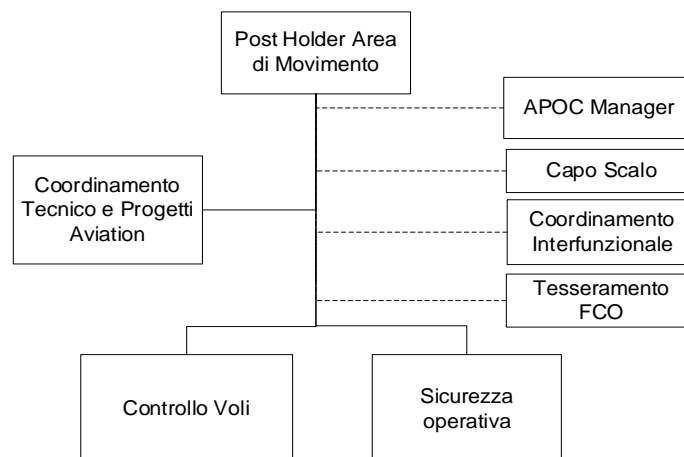 Post Holder Area
di Movimento
APOC Manager
Capo Scalo
Coordinamento
Tecnico e Progetti
Aviation
Coordinamento
Interfunzionale
Tesseramento
FCO
Controllo Voli
Sicurezza
operativa